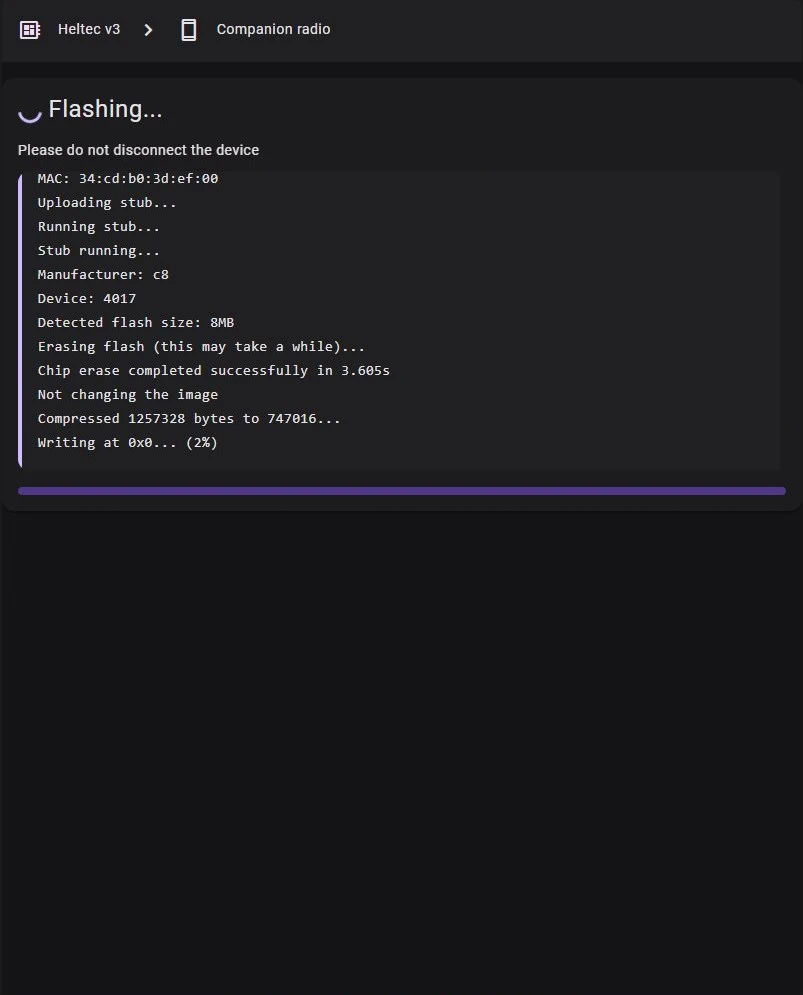 Heltec v3 Companion radio
Flashing...
Please do not disconnect the device
MAC: 34:cd:b0:3d:ef:00
Uploading stub...
Running stub...
Stub running...
Manufacturer: c8
Device: 4017
Detected flash size: 8MB
Erasing flash (this may take a while)...
Chip erase completed successfully in 3.605s
Not changing the image
Compressed 1257328 bytes to 747016...
Writing at 0x0... (2%)